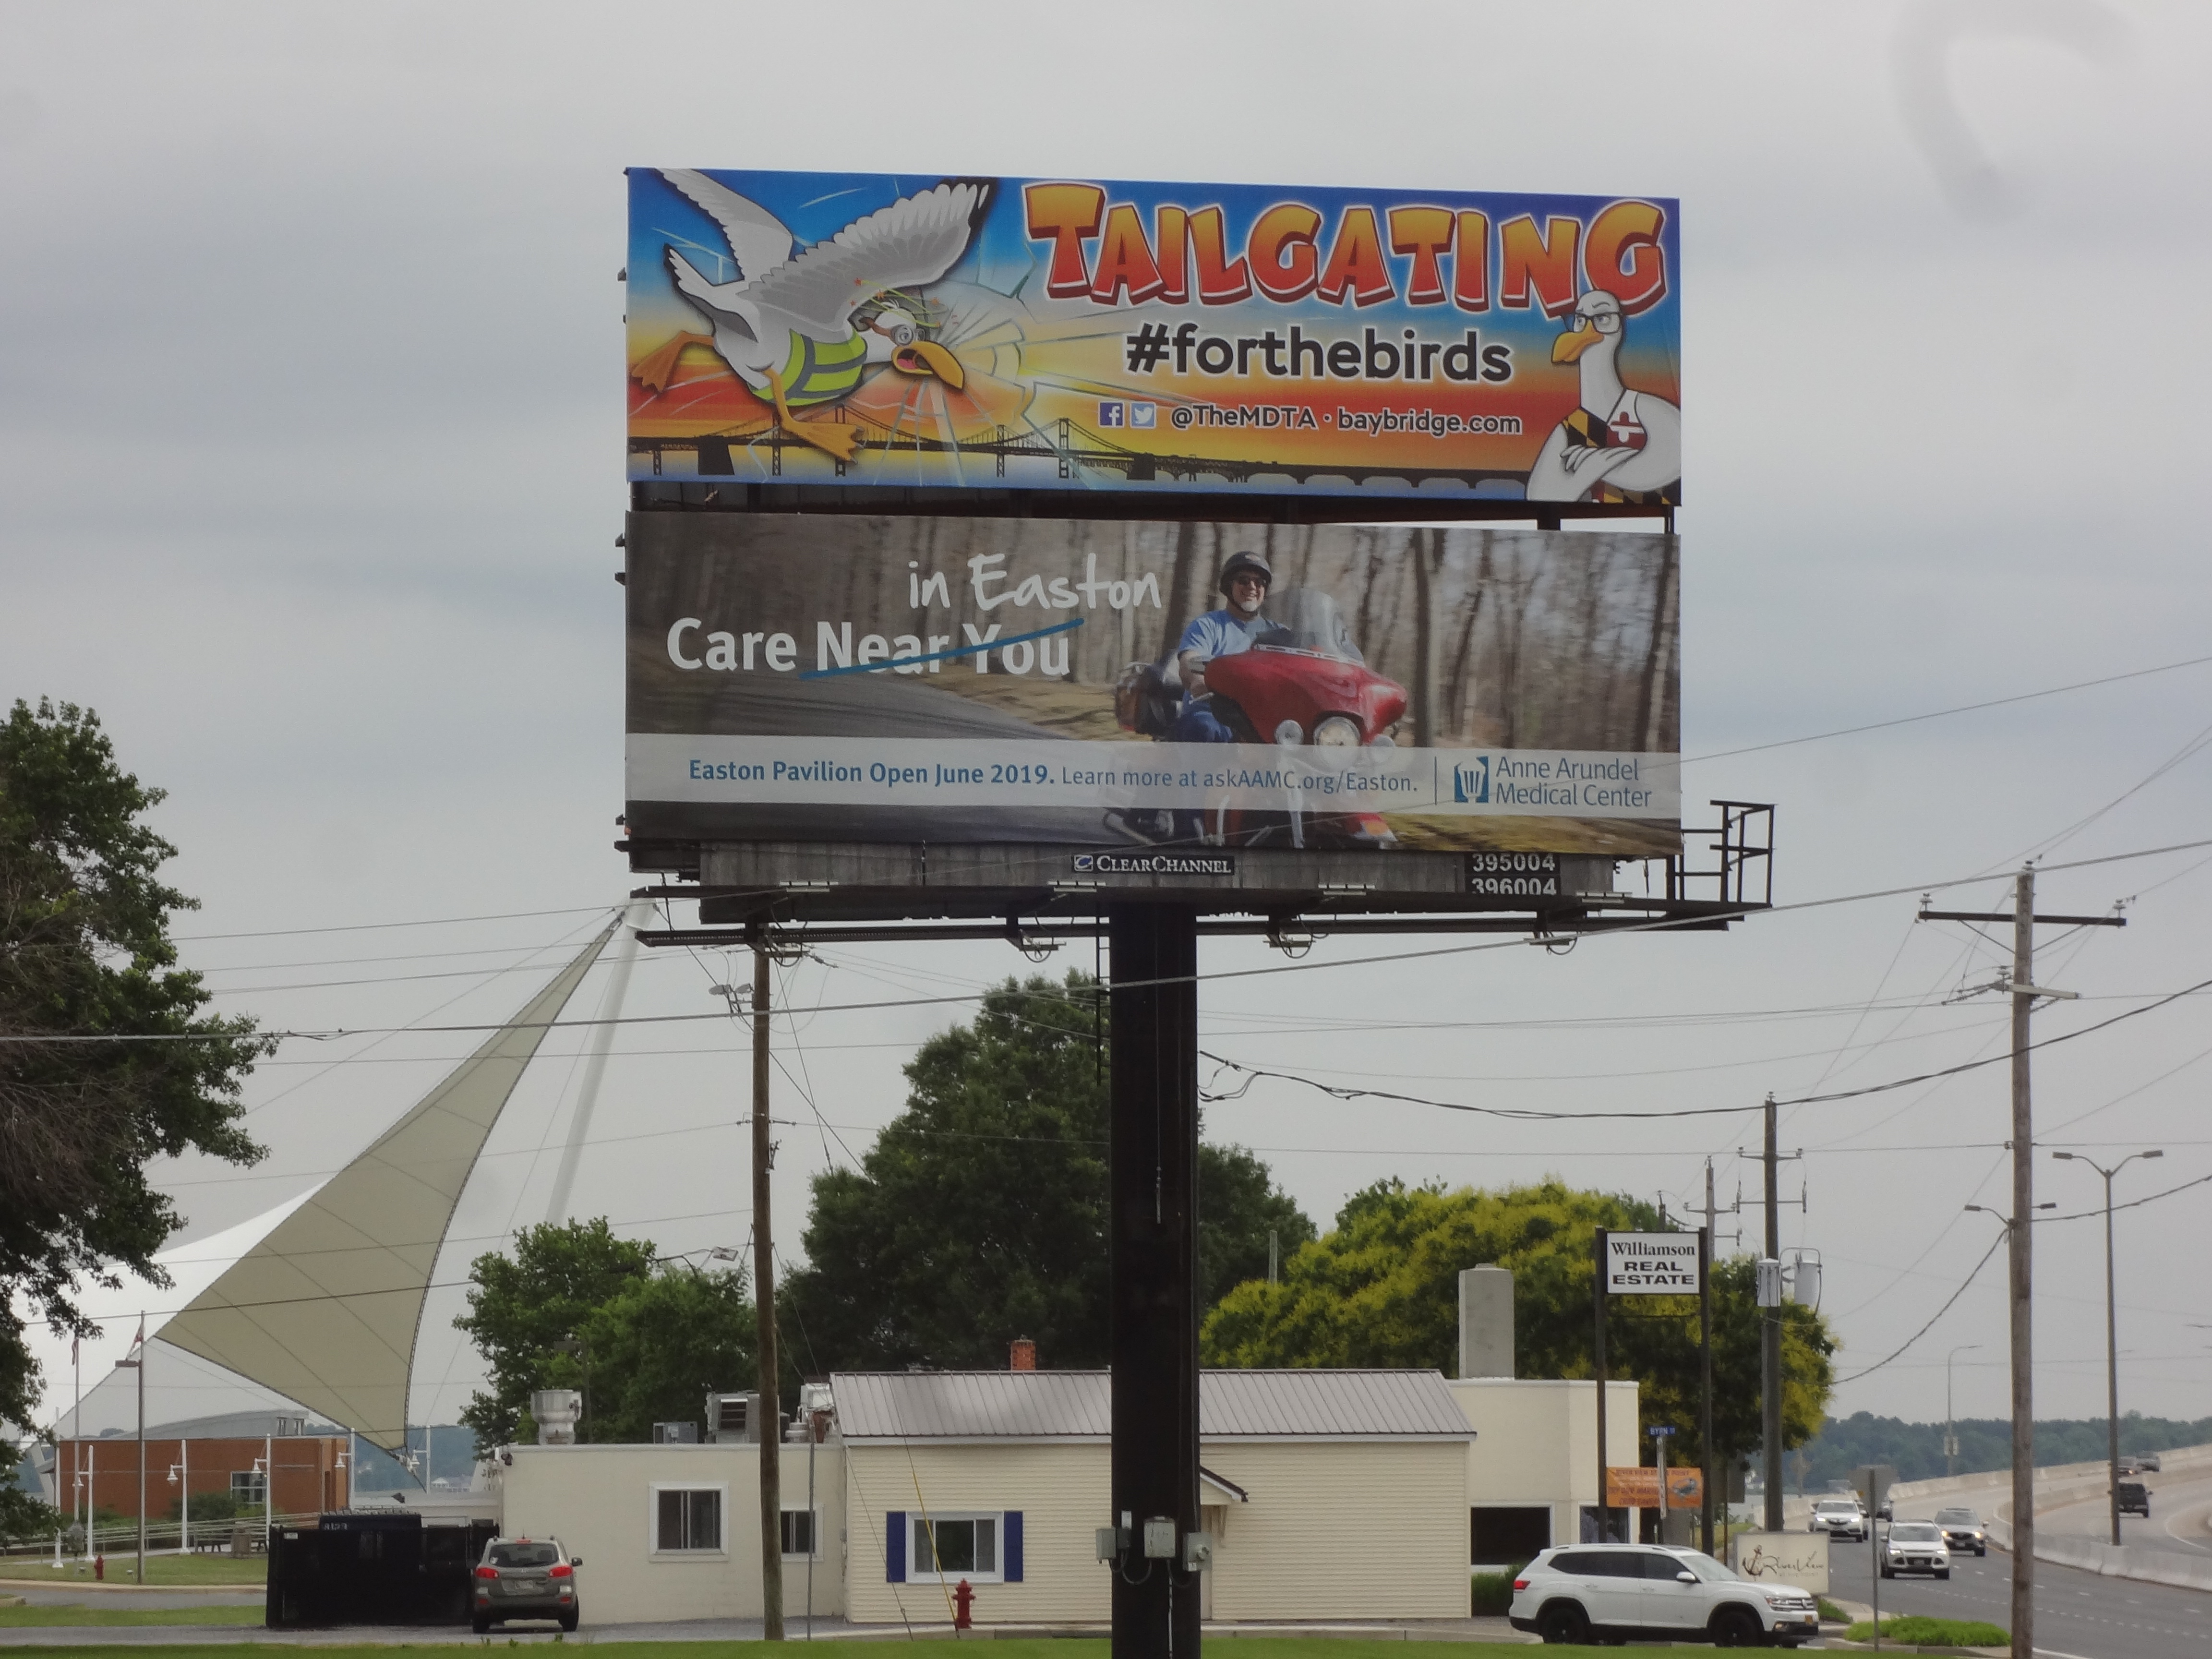 TAILGATING
#forthebirds
@TheMDTA · baybridge.com
in Easton
Care Near You
Easton Pavilion Open June 2019. Learn more at askAAMC.org/Easton.
Anne Arundel
Medical Center
CLEARCHANNEL
395004
396004
Williamson
REAL
ESTATE